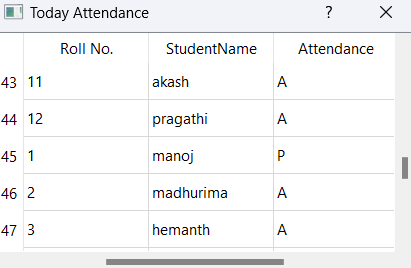 Today Attendance ? ×
Roll No. StudentName Attendance
43 11 akash A
44 12 pragathi A
45 1 manoj P
46 2 madhurima A
47 3 hemanth A